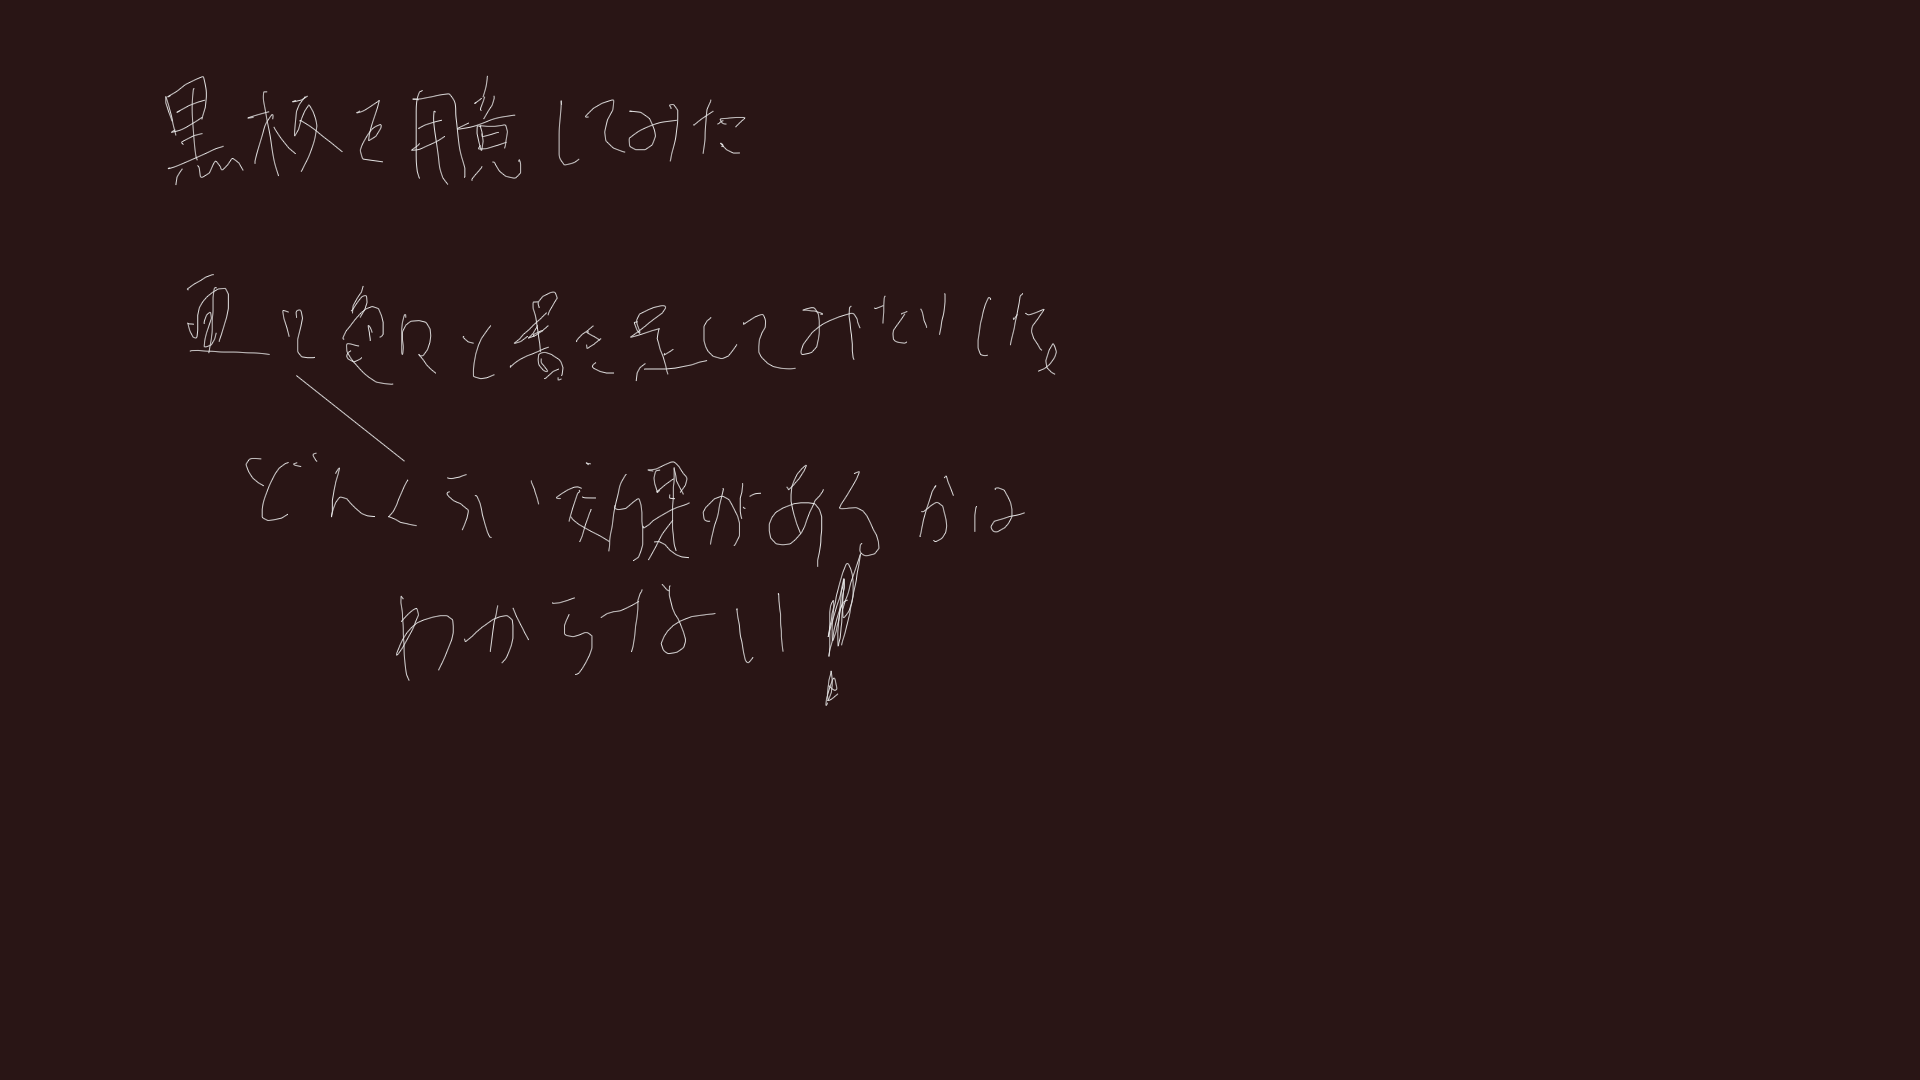 黒板を用意してみた
更に色々と書き足してみたりした。
どんくらい効果があるかは
わからない!